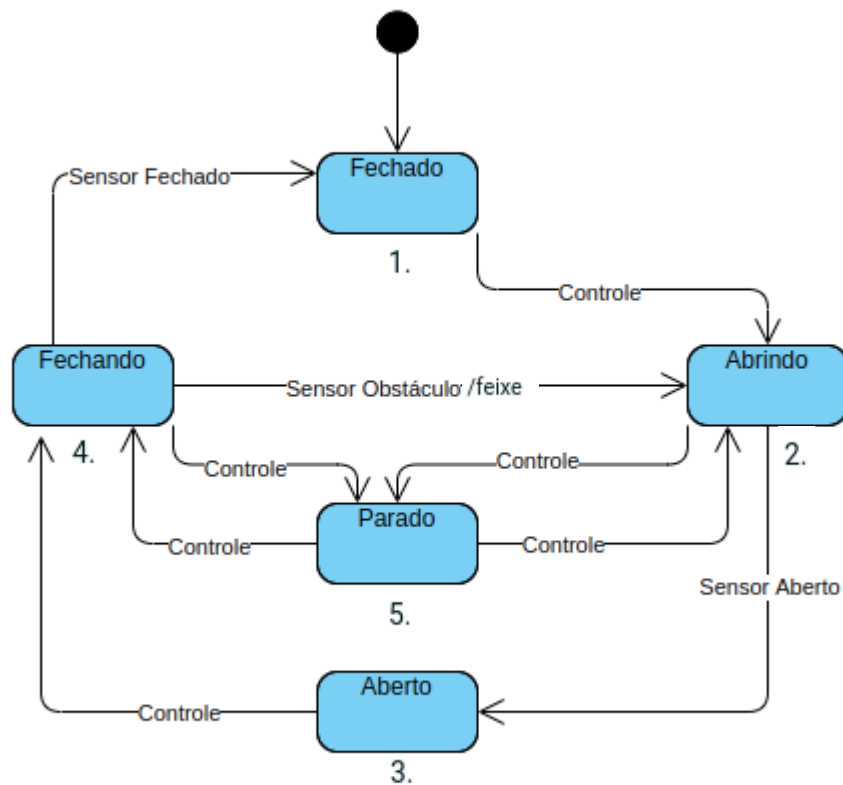 Fechado
Sensor Fechado
1.
Controle
Fechando
Abrindo
Sensor Obstáculo /feixe
4.
2.
Controle
Controle
Parado
Controle
Controle
5.
Sensor Aberto
Aberto
Controle
3.